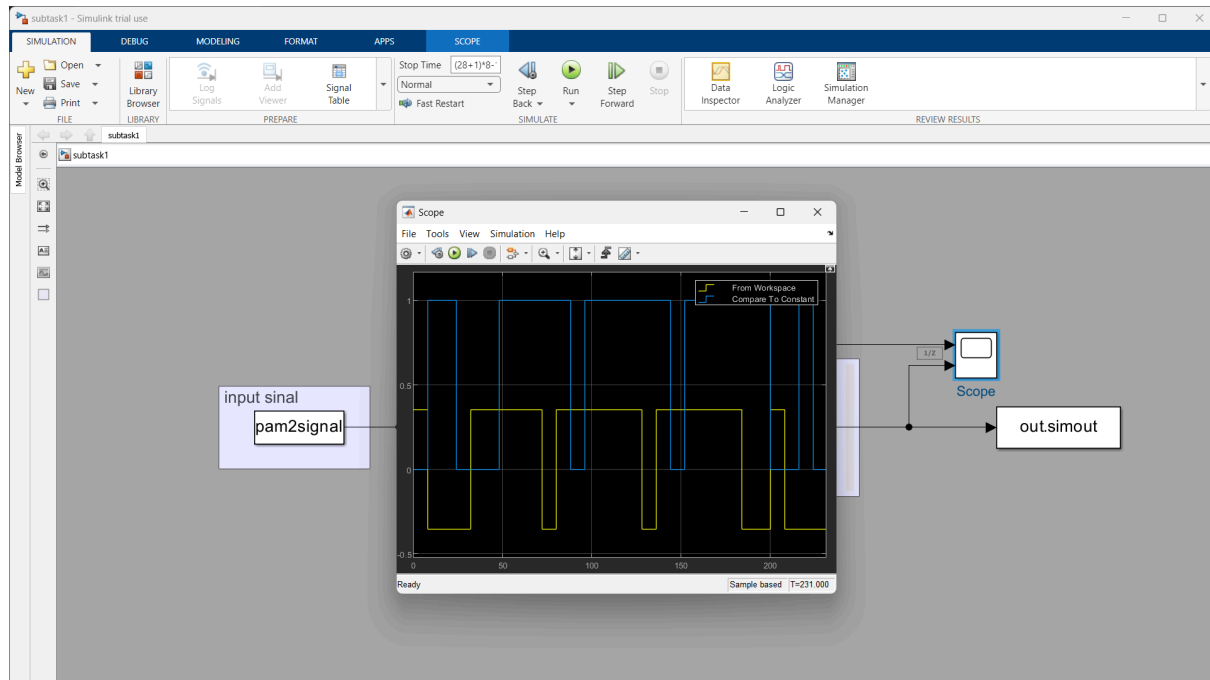 subtask1 - Simulink trial use
SIMULATION DEBUG MODELING FORMAT APPS SCOPE
New
Open
Save
Print
FILE
Library Browser
LIBRARY
Log Signals
Add Viewer
Signal Table
PREPARE
Stop Time (28+1)*8-
Normal
Fast Restart
Step Back
Run
Step Forward
Stop
SIMULATE
Data Inspector
Logic Analyzer
Simulation Manager
REVIEW RESULTS
Model Browser
subtask1
subtask1
input sinal
pam2signal
Scope
File Tools View Simulation Help
From Workspace
Compare To Constant
1
0.5
0
-0.5
0 50 100 150 200
Ready Sample based T=231.000
1/Z
Scope
out.simout